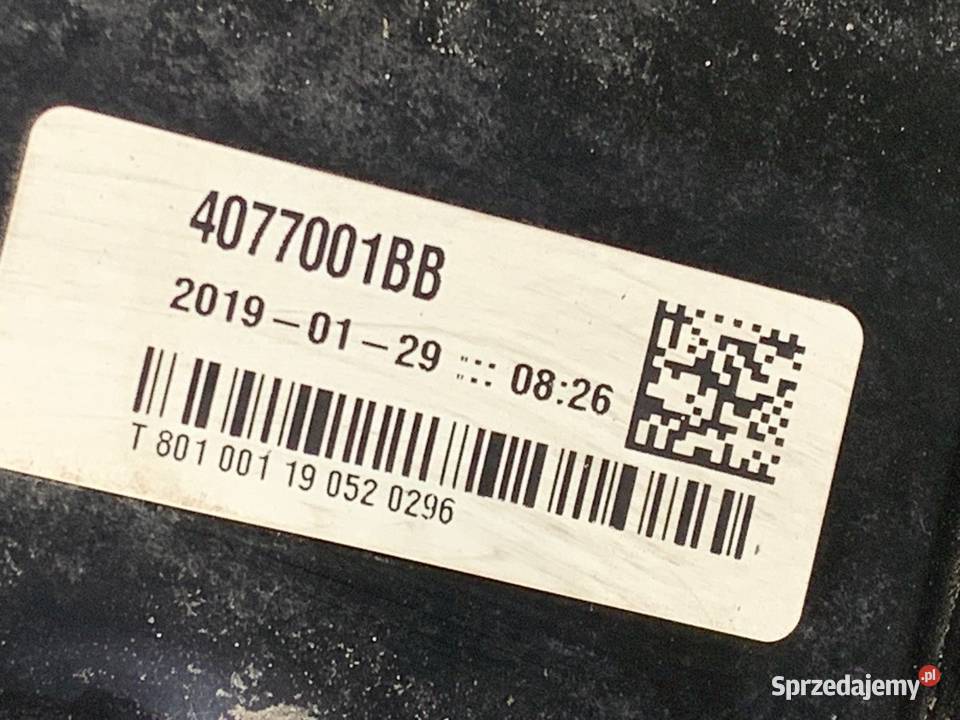 4077001BB
2019-01-29 ::: 08:26
T 801 001 19 052 0296
Sprzedajemy.pl